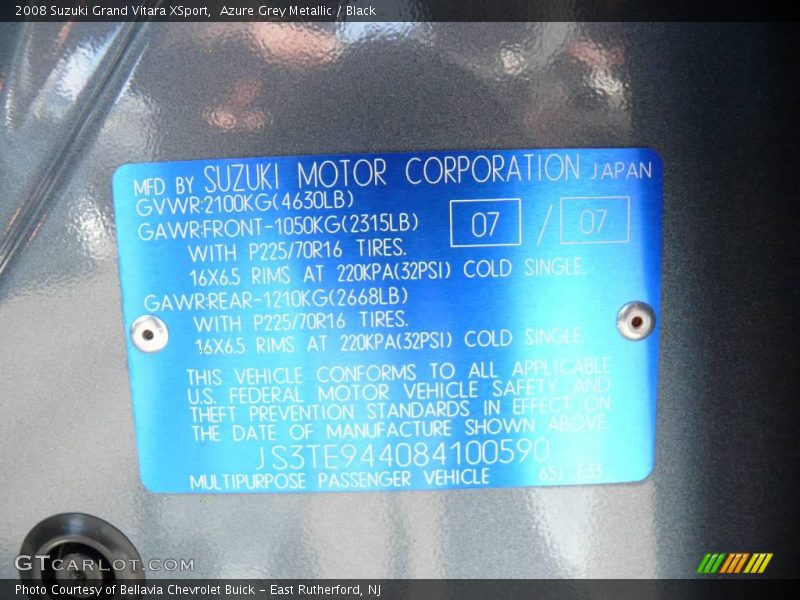 2008 Suzuki Grand Vitara XSport,  Azure Grey Metallic / Black
MFD BY SUZUKI MOTOR CORPORATION JAPAN
GVWR:2100KG(4630LB)
GAWR:FRONT-1050KG(2315LB) 07 / 07
WITH P225/70R16 TIRES.
16X6.5 RIMS AT 220KPA(32PSI) COLD SINGLE.
GAWR:REAR-1210KG(2668LB)
WITH P225/70R16 TIRES.
16X6.5 RIMS AT 220KPA(32PSI) COLD SINGLE.
THIS VEHICLE CONFORMS TO ALL APPLICABLE
U.S. FEDERAL MOTOR VEHICLE SAFETY AND
THEFT PREVENTION STANDARDS IN EFFECT ON
THE DATE OF MANUFACTURE SHOWN ABOVE.
JS3TE944084100590
MULTIPURPOSE PASSENGER VEHICLE 65J E33
GTCARLOT.COM
Photo Courtesy of Bellavia Chevrolet Buick – East Rutherford, NJ